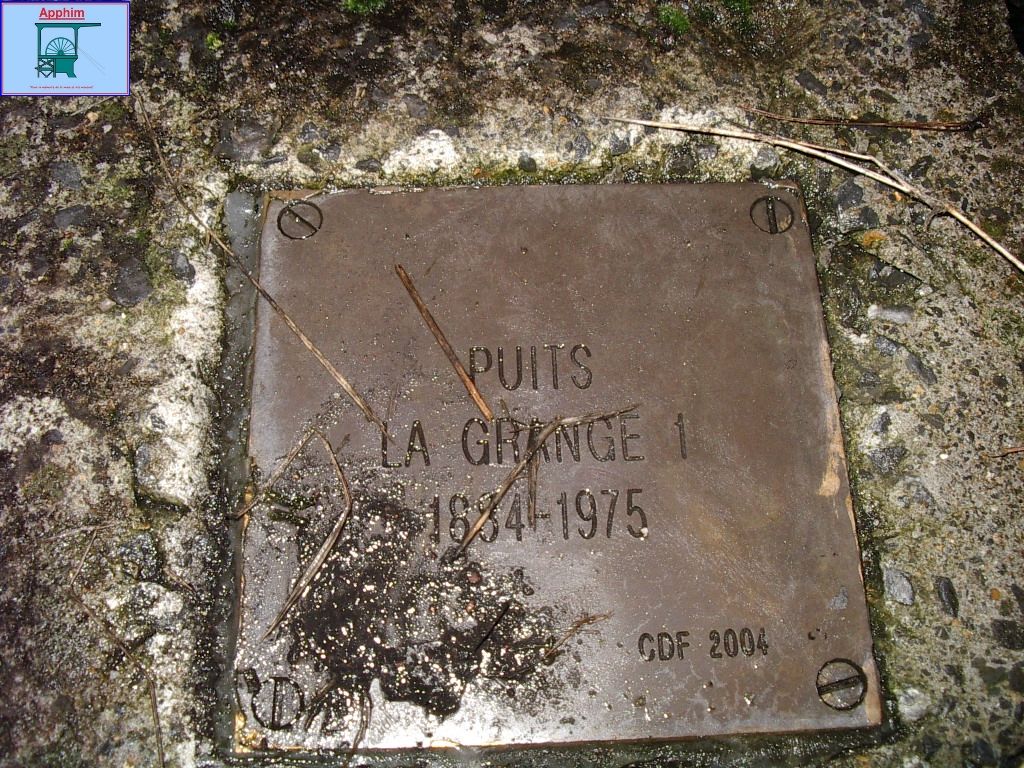 Apphim
PUITS
LA GRANGE 1
1884-1975
CDF 2004